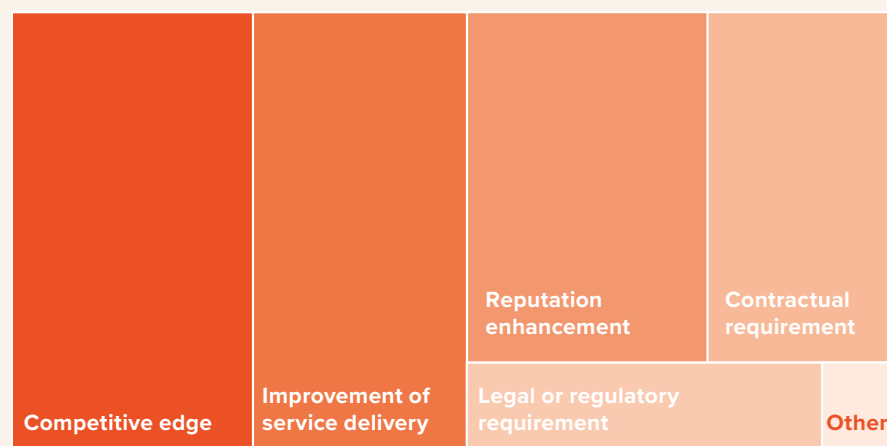 Competitive edge
Improvement of
service delivery
Reputation
enhancement
Contractual
requirement
Legal or regulatory
requirement
Other